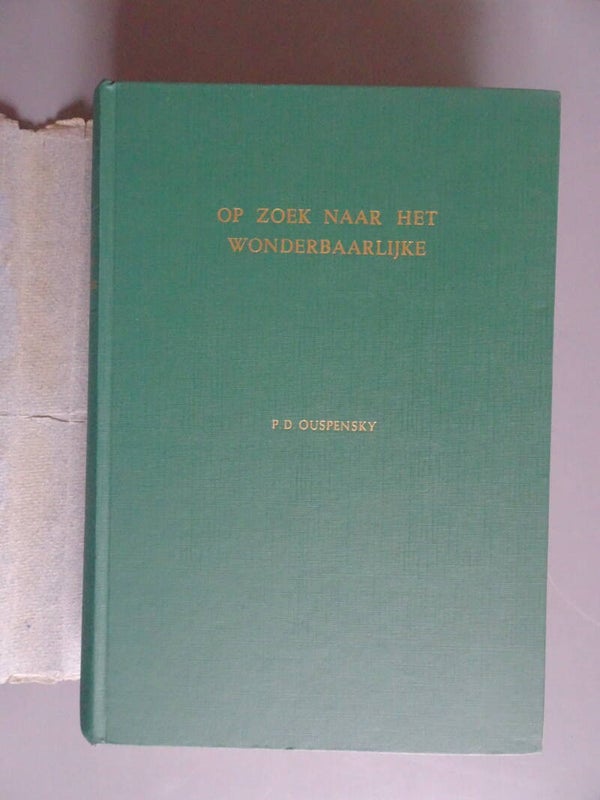 OP ZOEK NAAR HET
WONDERBAARLIJKE
P D OUSPENSKY